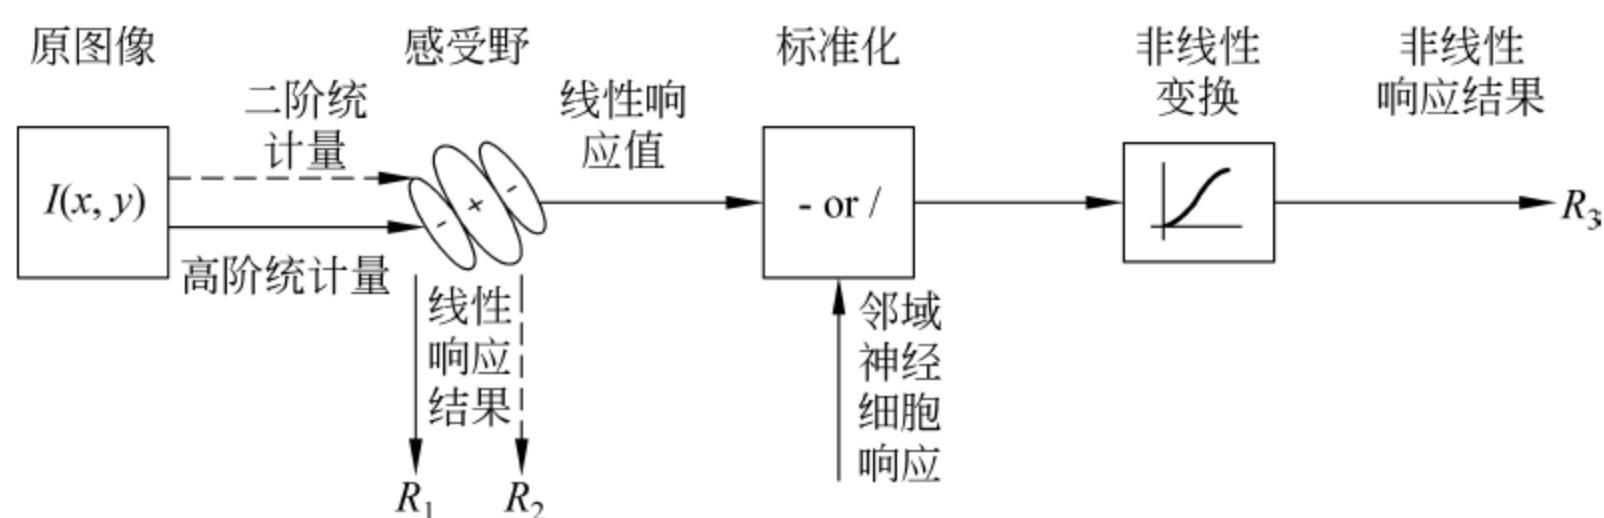 原图像
感受野
标准化
非线性
变换
非线性
响应结果
二阶统
计量
线性响
应值
I(x, y)
- + -
- or /
R3
高阶统计量
线性
响应
结果
邻域
神经
细胞
响应
R1
R2